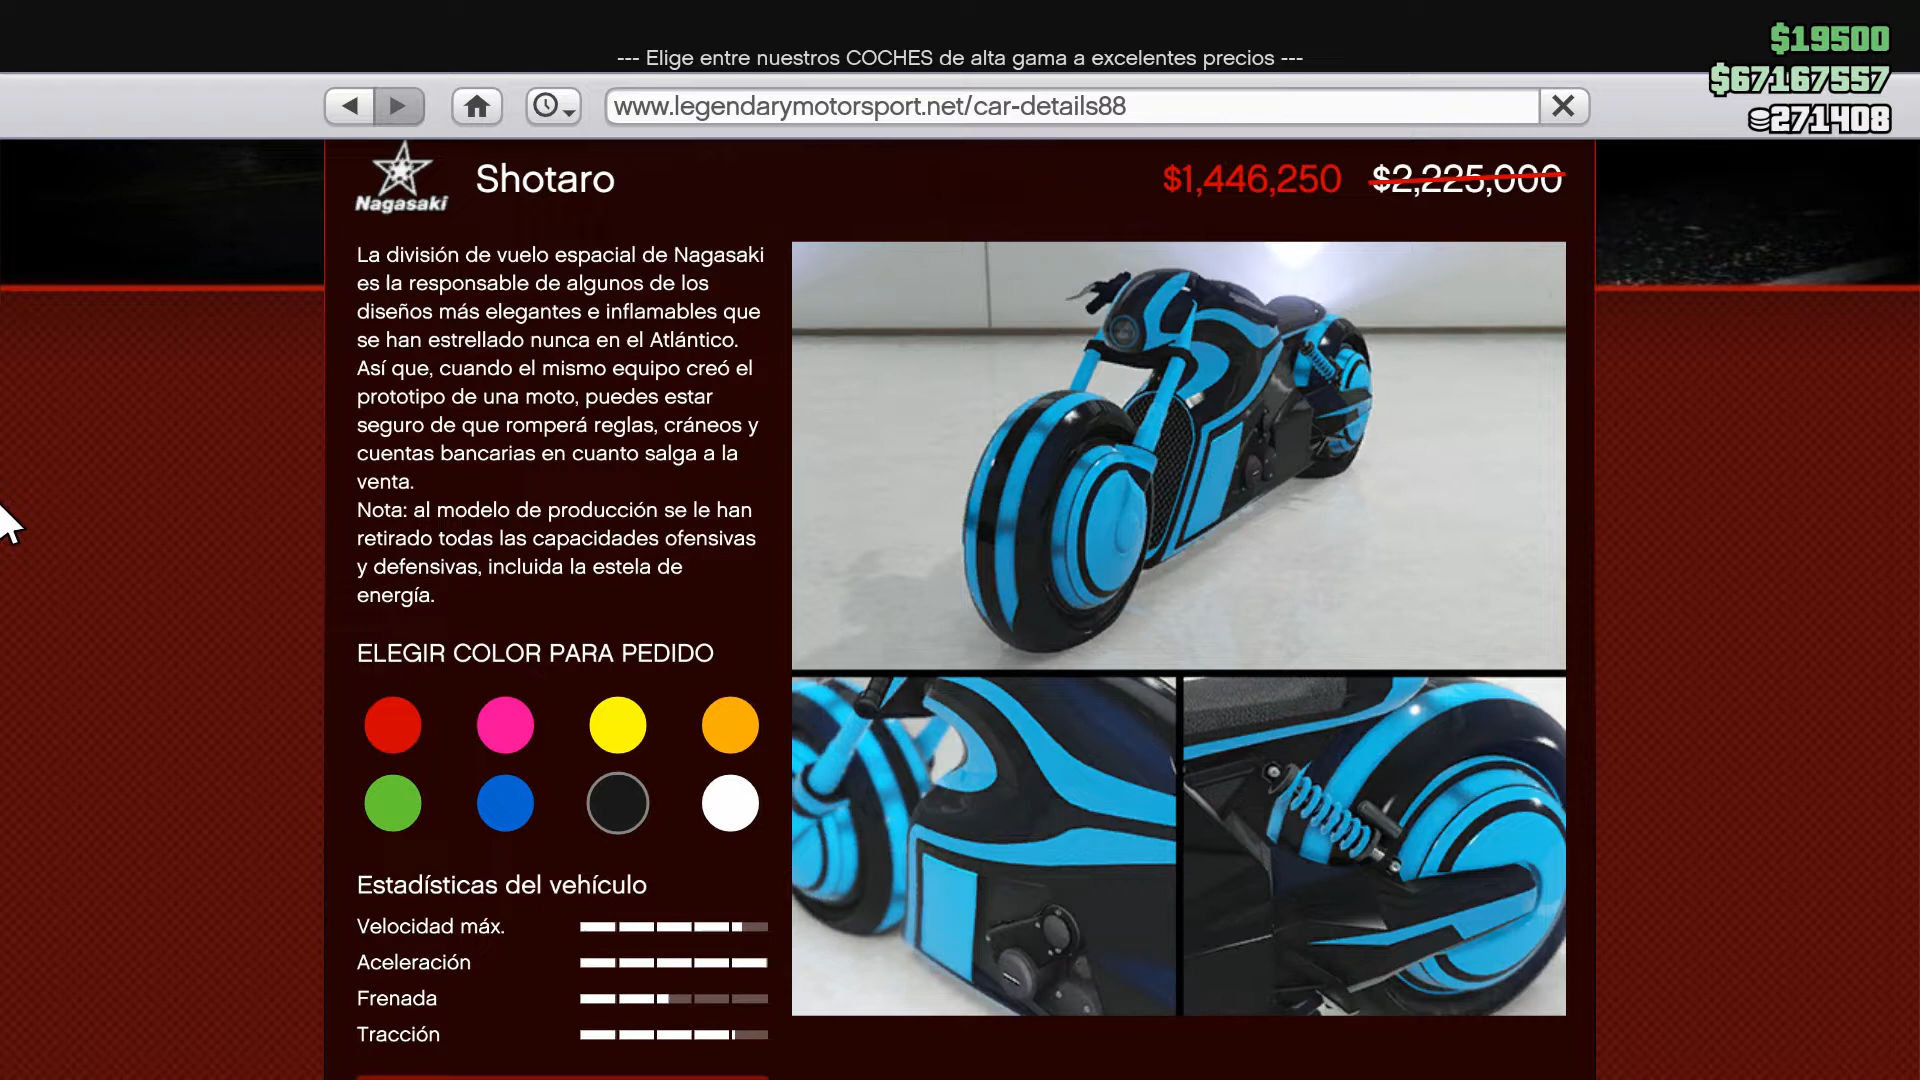 $19500
--- Elige entre nuestros COCHES de alta gama a excelentes precios ---
$67167557
www.legendarymotorsport.net/car-details88
271408
Nagasaki
Shotaro
$1,446,250 $2,225,000
La división de vuelo espacial de Nagasaki
es la responsable de algunos de los
diseños más elegantes e inflamables que
se han estrellado nunca en el Atlántico.
Así que, cuando el mismo equipo creó el
prototipo de una moto, puedes estar
seguro de que romperá reglas, cráneos y
cuentas bancarias en cuanto salga a la
venta.
Nota: al modelo de producción se le han
retirado todas las capacidades ofensivas
y defensivas, incluida la estela de
energía.
ELEGIR COLOR PARA PEDIDO
Estadísticas del vehículo
Velocidad máx.
Aceleración
Frenada
Tracción